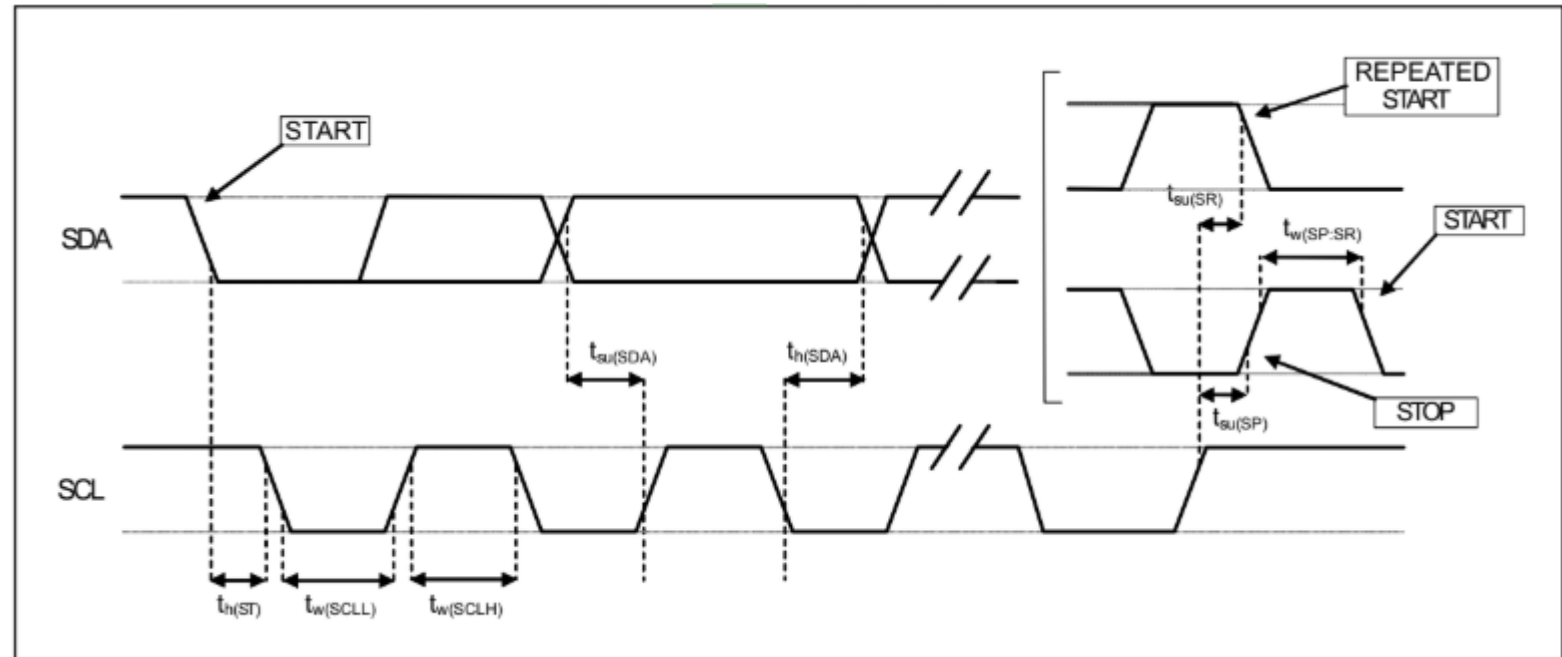 REPEATED
START
START
t_su(SR)
START
t_w(SP:SR)
SDA
t_su(SDA)
t_h(SDA)
STOP
t_su(SP)
SCL
t_h(ST)
t_w(SCLL)
t_w(SCLH)